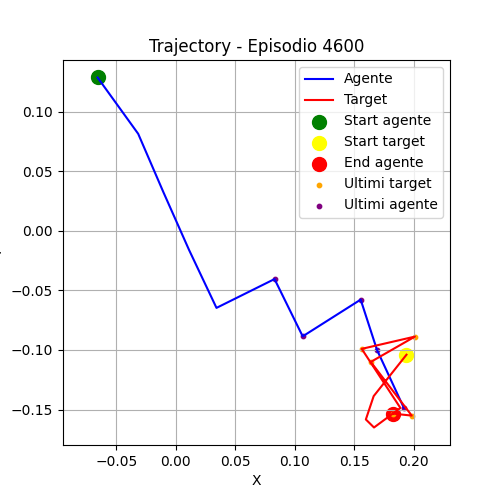 Trajectory - Episodio 4600
Agente
Target
Start agente
Start target
End agente
Ultimi target
Ultimi agente
0.10
0.05
0.00
−0.05
−0.10
−0.15
−0.05
0.00
0.05
0.10
0.15
0.20
X